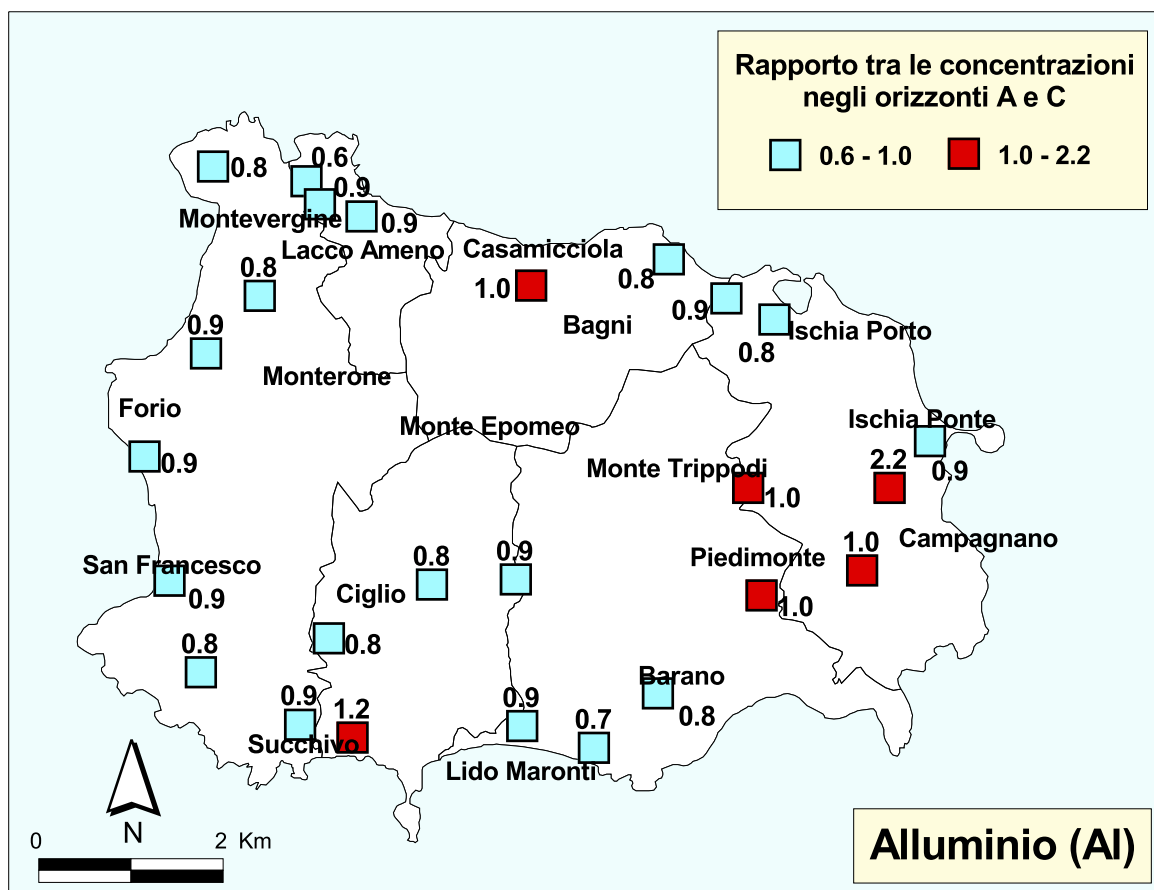 Rapporto tra le concentrazioni
negli orizzonti A e C
0.6 - 1.0
1.0 - 2.2
0.8
0.6
0.9
Montevergine
0.9
Lacco Ameno
Casamicciola
0.8
0.8
1.0
0.9
Bagni
Ischia Porto
0.8
0.9
Monterone
Forio
Monte Epomeo
Ischia Ponte
0.9
Monte Trippodi
2.2
0.9
1.0
Campagnano
1.0
San Francesco
0.8
0.9
Piedimonte
0.9
Ciglio
1.0
0.8
0.8
Barano
0.9
1.2
0.9
0.7
0.8
Succhivo
Lido Maronti
N
0
2 Km
Alluminio (Al)